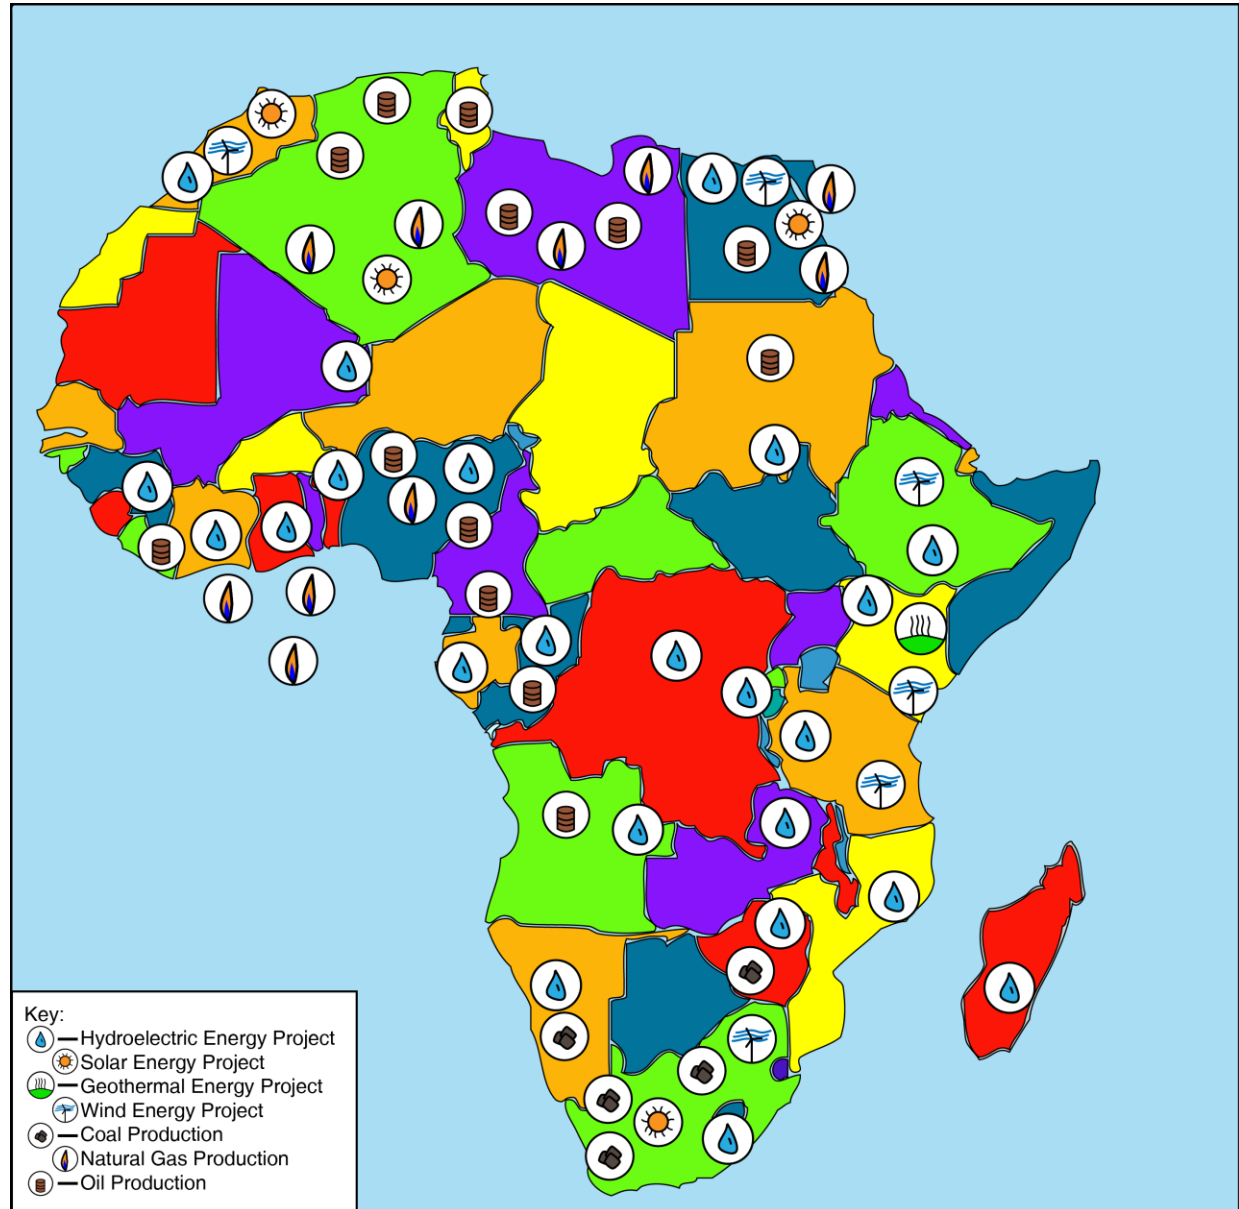 Key:
Hydroelectric Energy Project
Solar Energy Project
Geothermal Energy Project
Wind Energy Project
Coal Production
Natural Gas Production
Oil Production